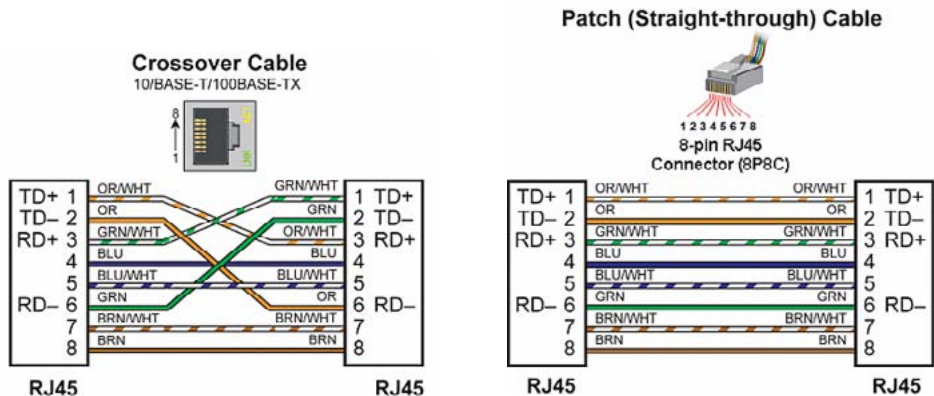 Crossover Cable
10/BASE-T/100BASE-TX
8
1
LNK
TD+ 1 OR/WHT GRN/WHT 1 TD+
TD– 2 OR GRN 2 TD–
RD+ 3 GRN/WHT OR/WHT 3 RD+
4 BLU BLU 4
5 BLU/WHT BLU/WHT 5
RD– 6 GRN OR 6 RD–
7 BRN/WHT BRN/WHT 7
8 BRN BRN 8
RJ45 RJ45
Patch (Straight-through) Cable
1 2 3 4 5 6 7 8
8-pin RJ45
Connector (8P8C)
TD+ 1 OR/WHT OR/WHT 1 TD+
TD– 2 OR OR 2 TD–
RD+ 3 GRN/WHT GRN/WHT 3 RD+
4 BLU BLU 4
5 BLU/WHT BLU/WHT 5
RD– 6 GRN GRN 6 RD–
7 BRN/WHT BRN/WHT 7
8 BRN BRN 8
RJ45 RJ45